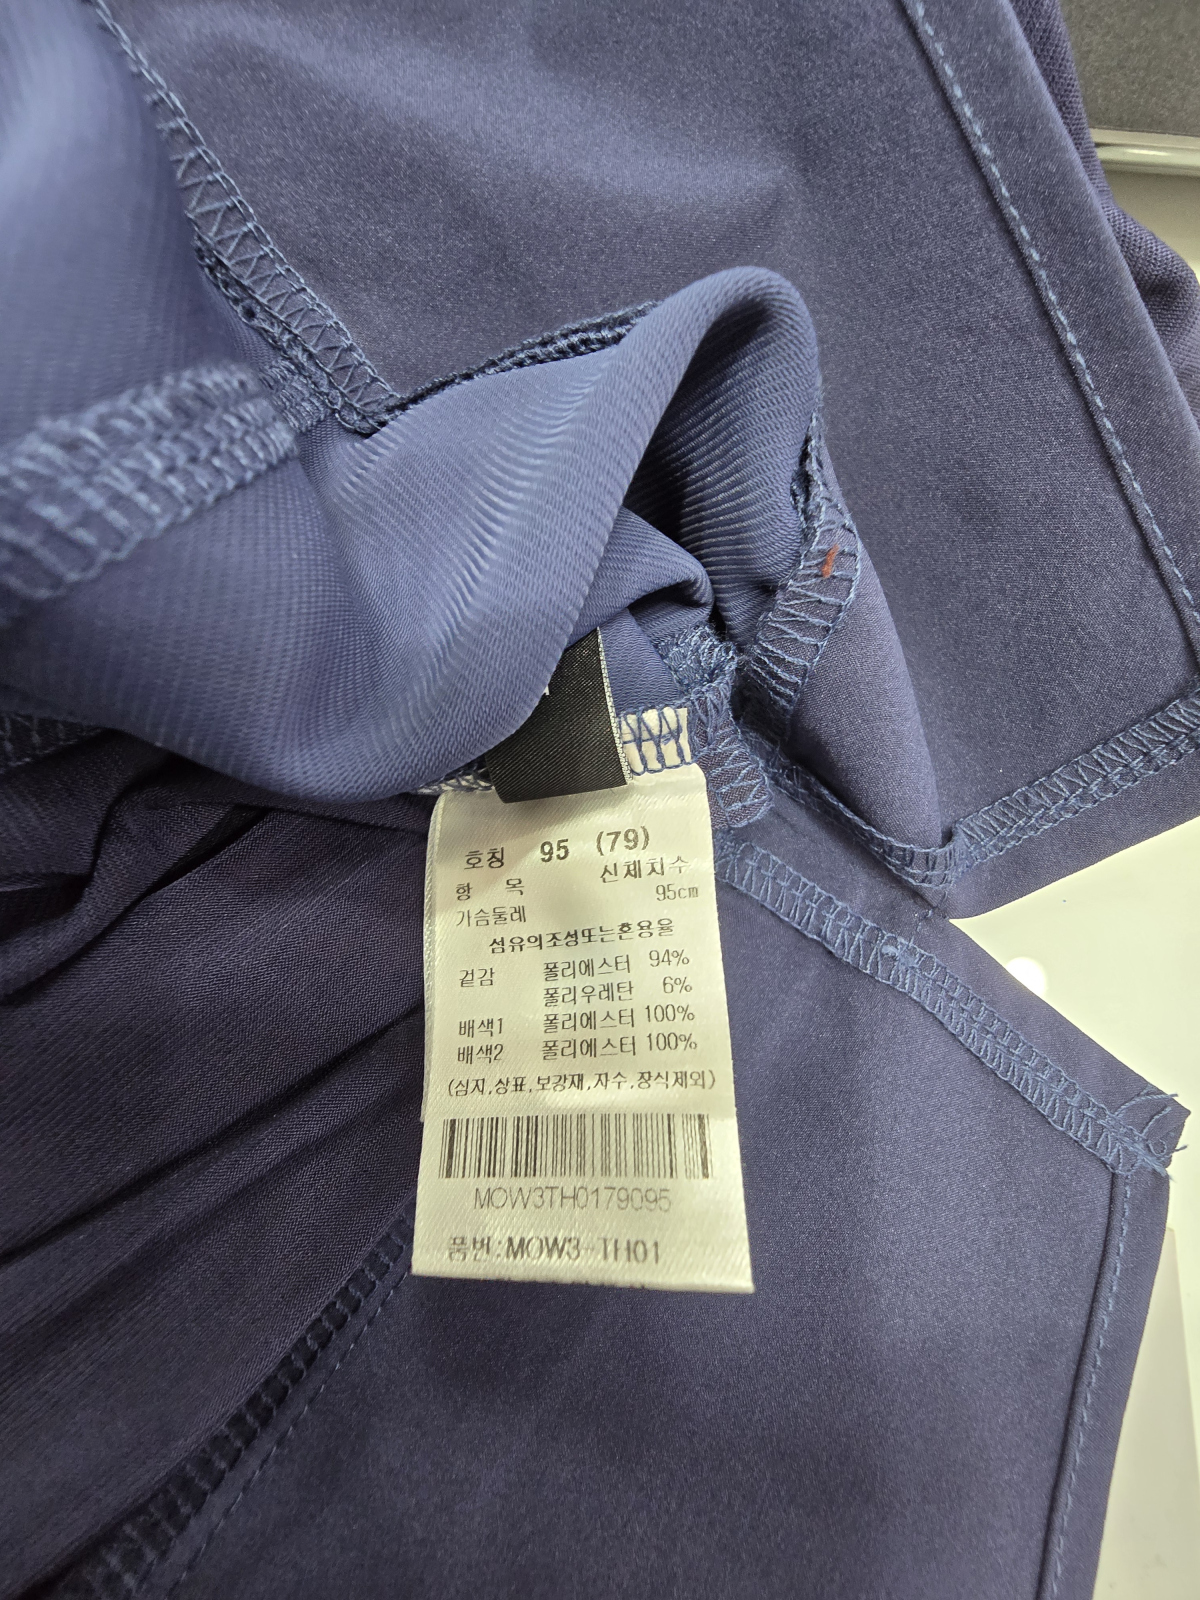 호칭 95 (79)
항 목 신체치수
가슴둘레 95cm
섬유의조성또는혼용율
겉감 폴리에스터 94%
폴리우레탄 6%
배색1 폴리에스터 100%
배색2 폴리에스터 100%
(심지,상표,보강재,자수,장식제외)
MOW3TH0179095
품번:MOW3-TH01